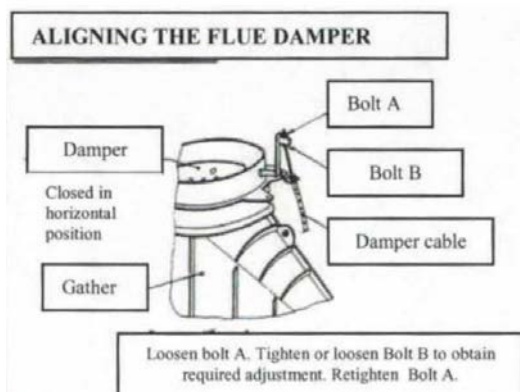 ALIGNING THE FLUE DAMPER
Bolt A
Damper
Bolt B
Closed in
horizontal
position
Damper cable
Gather
Loosen bolt A. Tighten or loosen Bolt B to obtain
required adjustment. Retighten Bolt A.